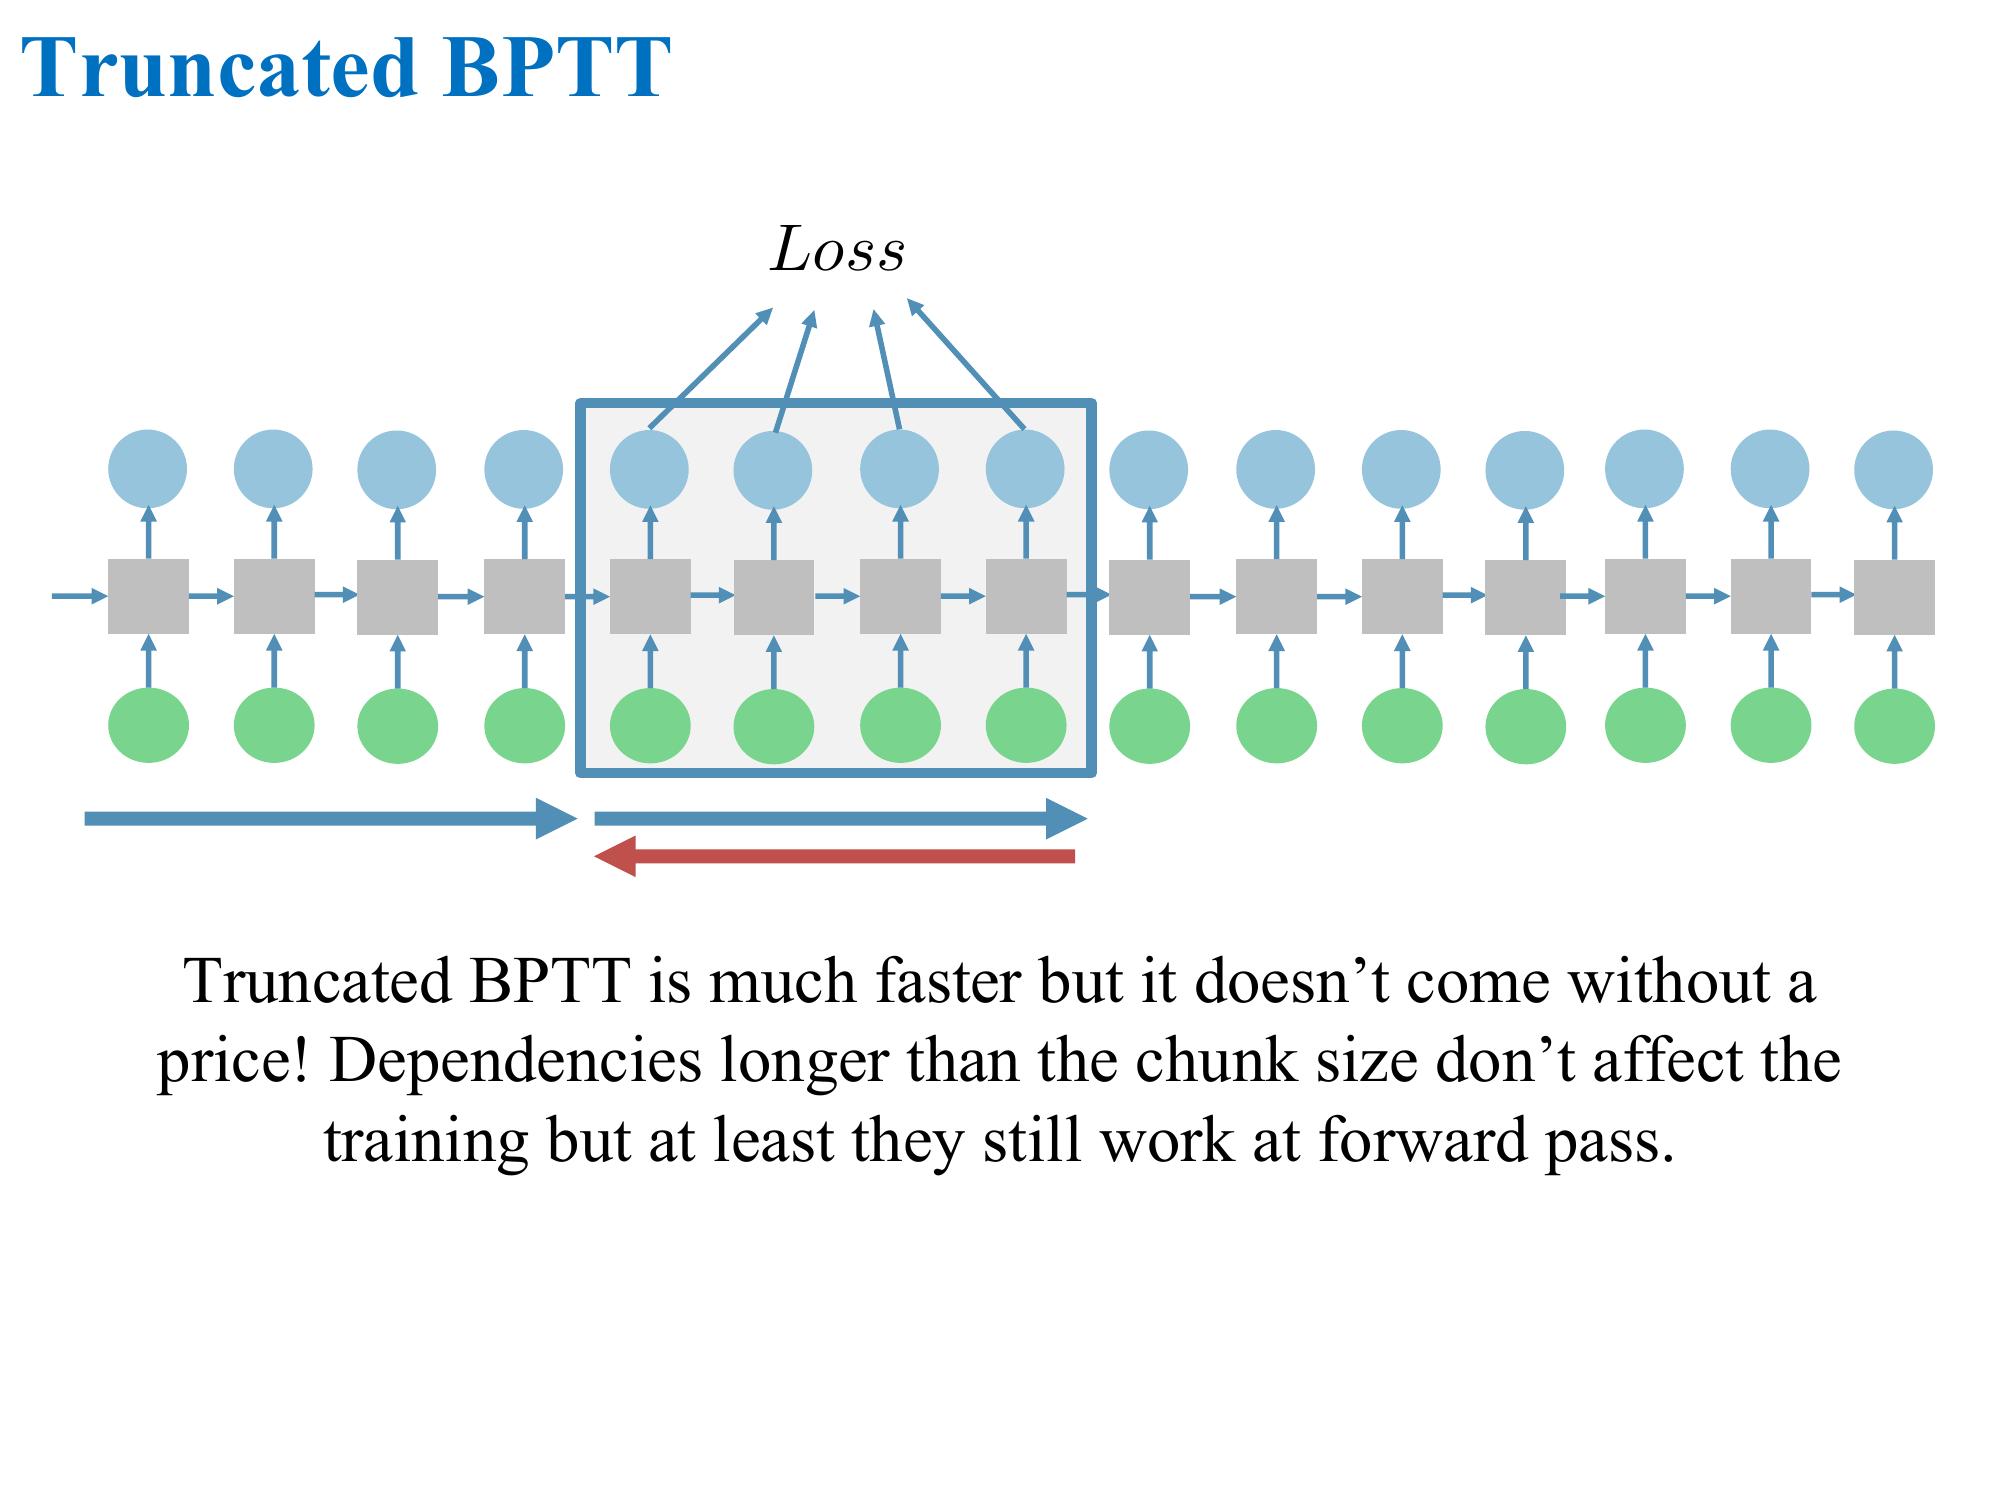 Truncated BPTT
Loss
Truncated BPTT is much faster but it doesn’t come without a
price! Dependencies longer than the chunk size don’t affect the
training but at least they still work at forward pass.